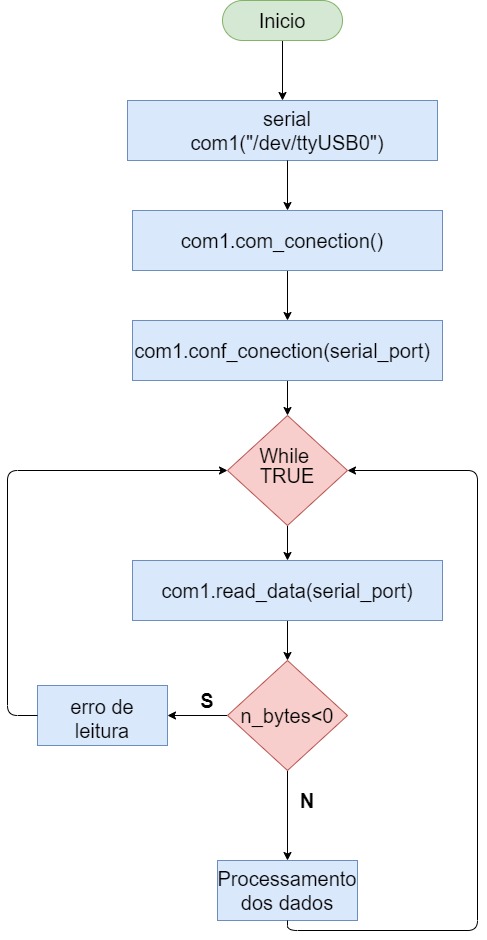 Inicio
serial
com1("/dev/ttyUSB0")
com1.com_conection()
com1.conf_conection(serial_port)
While
TRUE
com1.read_data(serial_port)
n_bytes<0
S
erro de
leitura
N
Processamento
dos dados